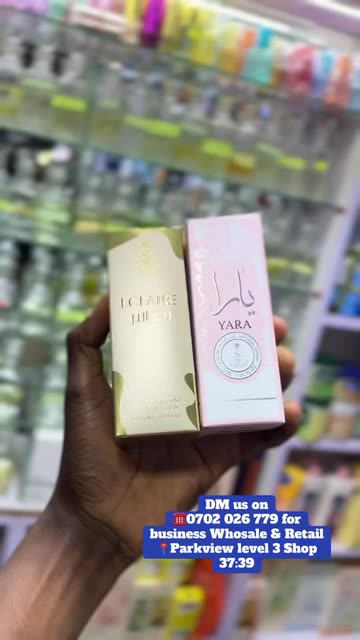 ECLAIRE
إكلير
يارا
YARA
DM us on
☎️0702 026 779 for
business Whosale & Retail
📍Parkview level 3 Shop
37:39